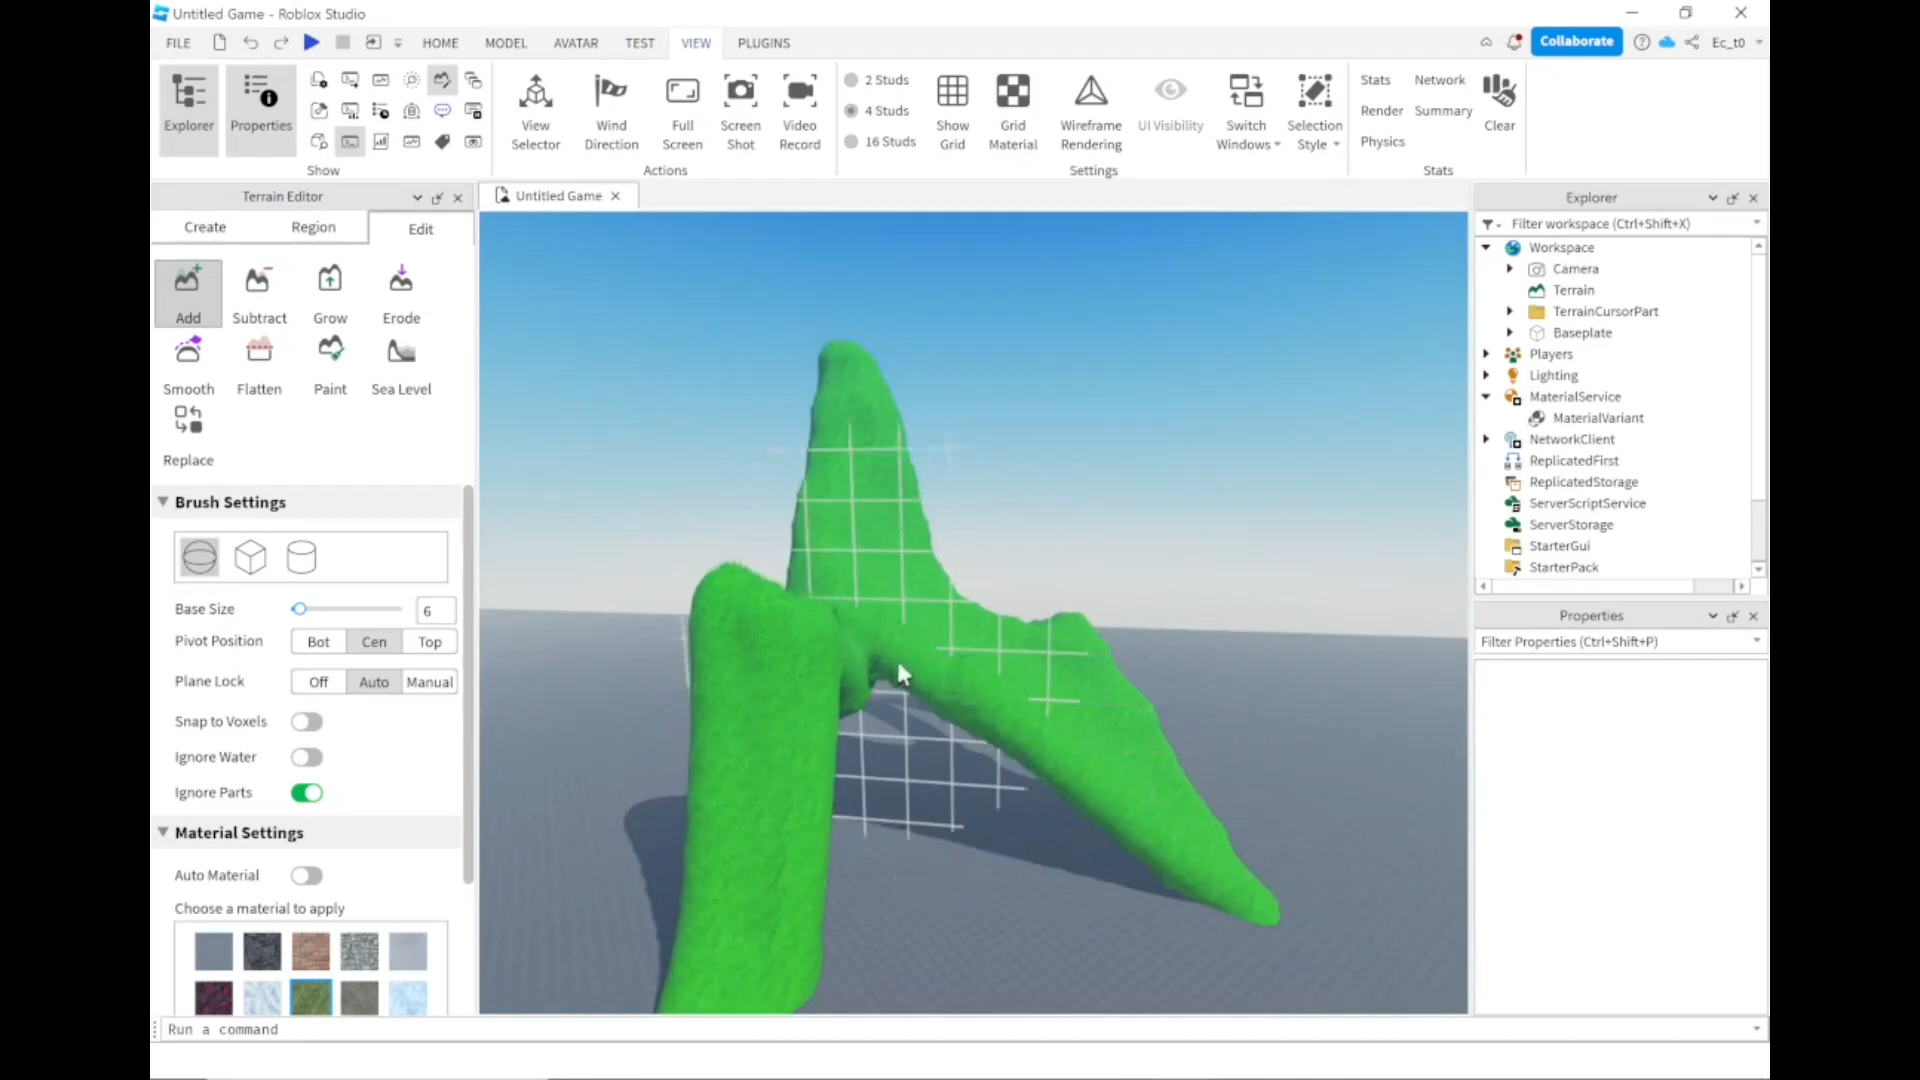 Untitled Game - Roblox Studio
FILE HOME MODEL AVATAR TEST VIEW PLUGINS Collaborate Ec_t0
Explorer Properties
Show
View Selector
Wind Direction
Full Screen
Screen Shot
Video Record
Actions
2 Studs
4 Studs
16 Studs
Show Grid
Grid Material
Wireframe Rendering
UI Visibility
Switch Windows
Selection Style
Settings
Stats Network
Render Summary
Physics
Clear
Stats
Terrain Editor
Create Region Edit
Add Subtract Grow Erode
Smooth Flatten Paint Sea Level
Replace
Brush Settings
Base Size 6
Pivot Position Bot Cen Top
Plane Lock Off Auto Manual
Snap to Voxels
Ignore Water
Ignore Parts
Material Settings
Auto Material
Choose a material to apply
Untitled Game
Explorer
Filter workspace (Ctrl+Shift+X)
Workspace
Camera
Terrain
TerrainCursorPart
Baseplate
Players
Lighting
MaterialService
MaterialVariant
NetworkClient
ReplicatedFirst
ReplicatedStorage
ServerScriptService
ServerStorage
StarterGui
StarterPack
Properties
Filter Properties (Ctrl+Shift+P)
Run a command